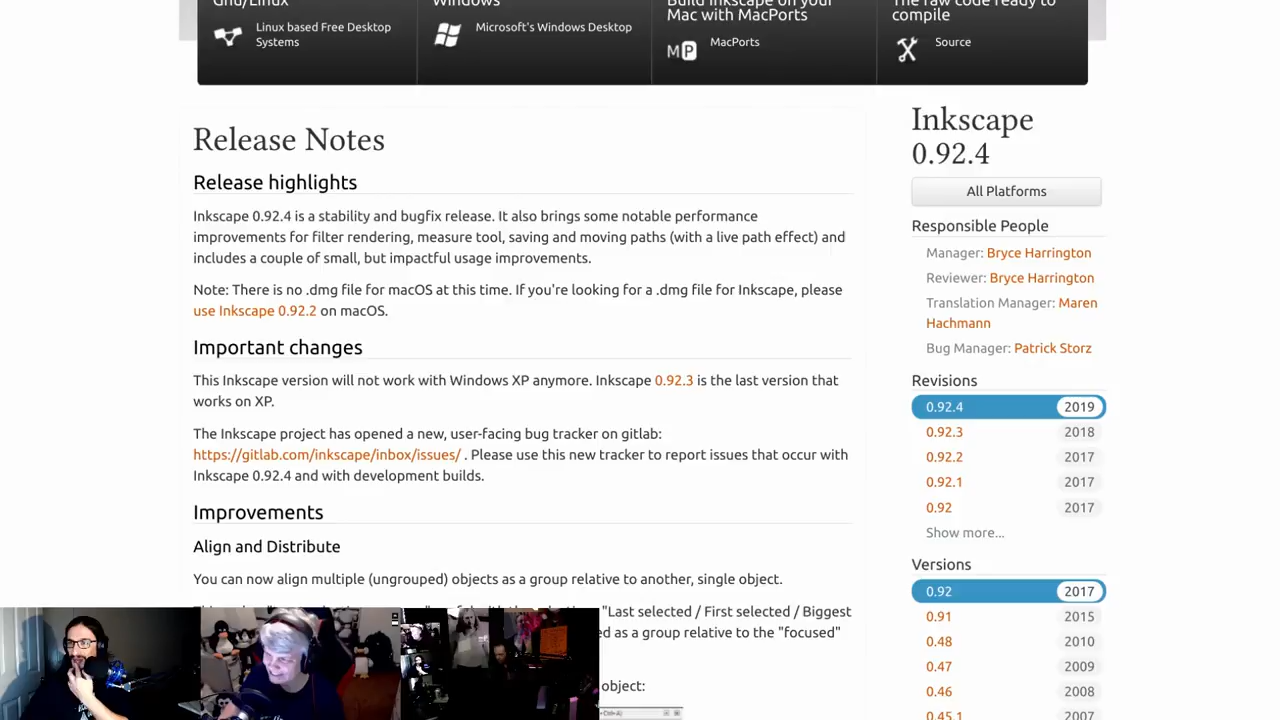 Gnu/Linux
Linux based Free Desktop
Systems
Windows
Microsoft's Windows Desktop
Build Inkscape on your
Mac with MacPorts
MP
MacPorts
The raw code ready to
compile
Source
Release Notes
Release highlights
Inkscape 0.92.4 is a stability and bugfix release. It also brings some notable performance
improvements for filter rendering, measure tool, saving and moving paths (with a live path effect) and
includes a couple of small, but impactful usage improvements.
Note: There is no .dmg file for macOS at this time. If you're looking for a .dmg file for Inkscape, please
use Inkscape 0.92.2 on macOS.
Important changes
This Inkscape version will not work with Windows XP anymore. Inkscape 0.92.3 is the last version that
works on XP.
The Inkscape project has opened a new, user-facing bug tracker on gitlab:
https://gitlab.com/inkscape/inbox/issues/ . Please use this new tracker to report issues that occur with
Inkscape 0.92.4 and with development builds.
Improvements
Align and Distribute
You can now align multiple (ungrouped) objects as a group relative to another, single object.
"Last selected / First selected / Biggest
ed as a group relative to the "focused"
object:
Inkscape
0.92.4
All Platforms
Responsible People
Manager: Bryce Harrington
Reviewer: Bryce Harrington
Translation Manager: Maren
Hachmann
Bug Manager: Patrick Storz
Revisions
0.92.4 2019
0.92.3 2018
0.92.2 2017
0.92.1 2017
0.92 2017
Show more...
Versions
0.92 2017
0.91 2015
0.48 2010
0.47 2009
0.46 2008
0.45.1 2007